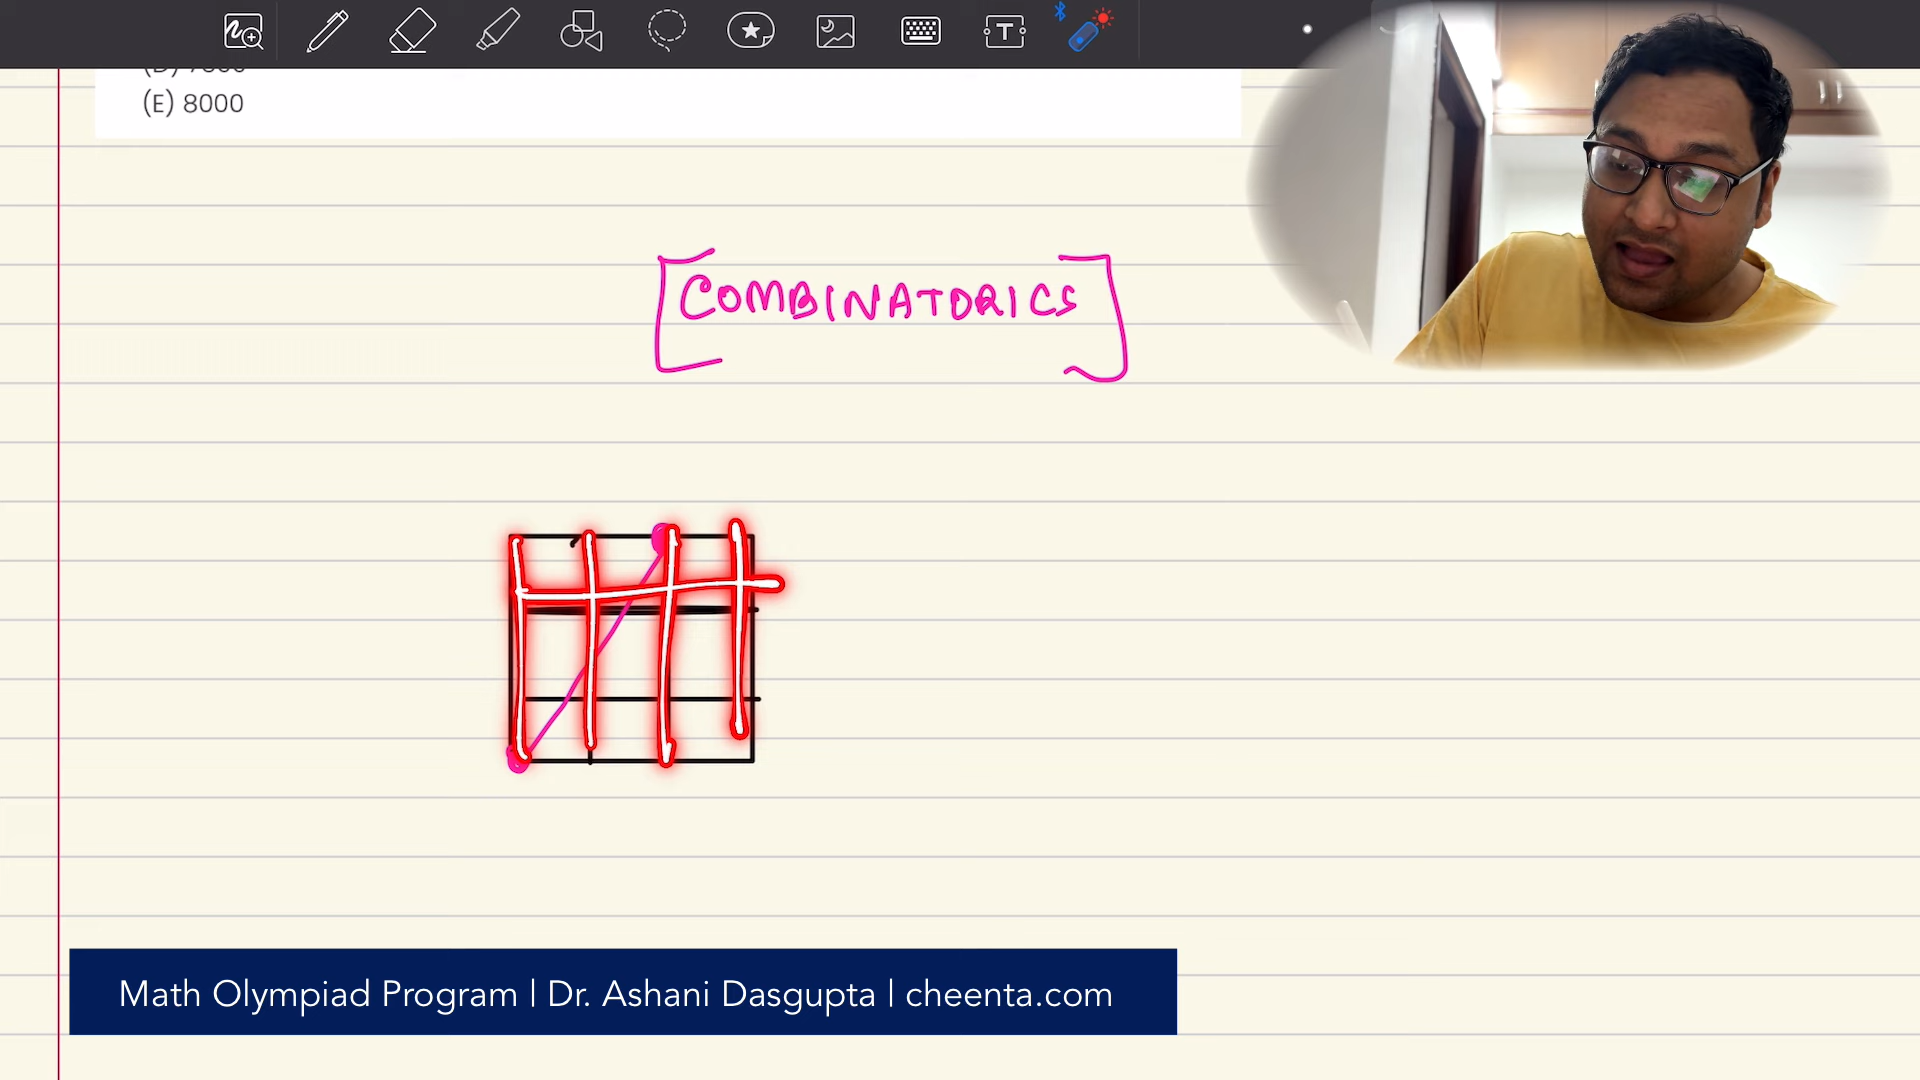 (E) 8000
COMBINATORICS
T
Math Olympiad Program | Dr. Ashani Dasgupta | cheenta.com